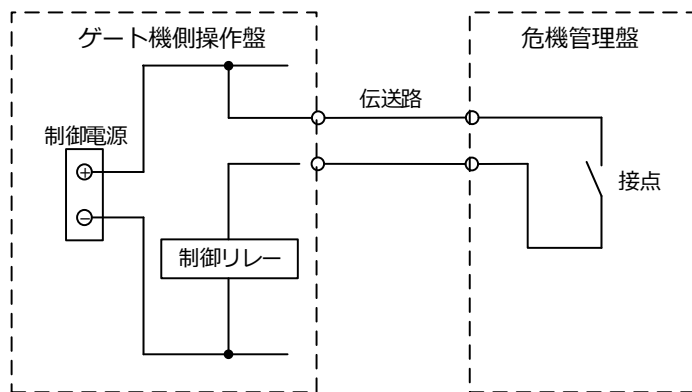 ゲート機側操作盤
危機管理盤
伝送路
制御電源
+
接点
−
制御リレー